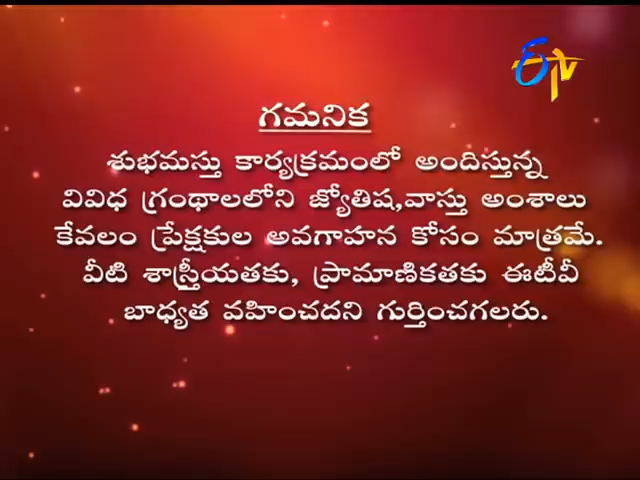 ETV
గమనిక
శుభమస్తు కార్యక్రమంలో అందిస్తున్న
వివిధ గ్రంథాలలోని జ్యోతిష,వాస్తు అంశాలు
కేవలం ప్రేక్షకుల అవగాహన కోసం మాత్రమే.
వీటి శాస్త్రీయతకు, ప్రామాణికతకు ఈటీవీ
బాధ్యత వహించదని గుర్తించగలరు.